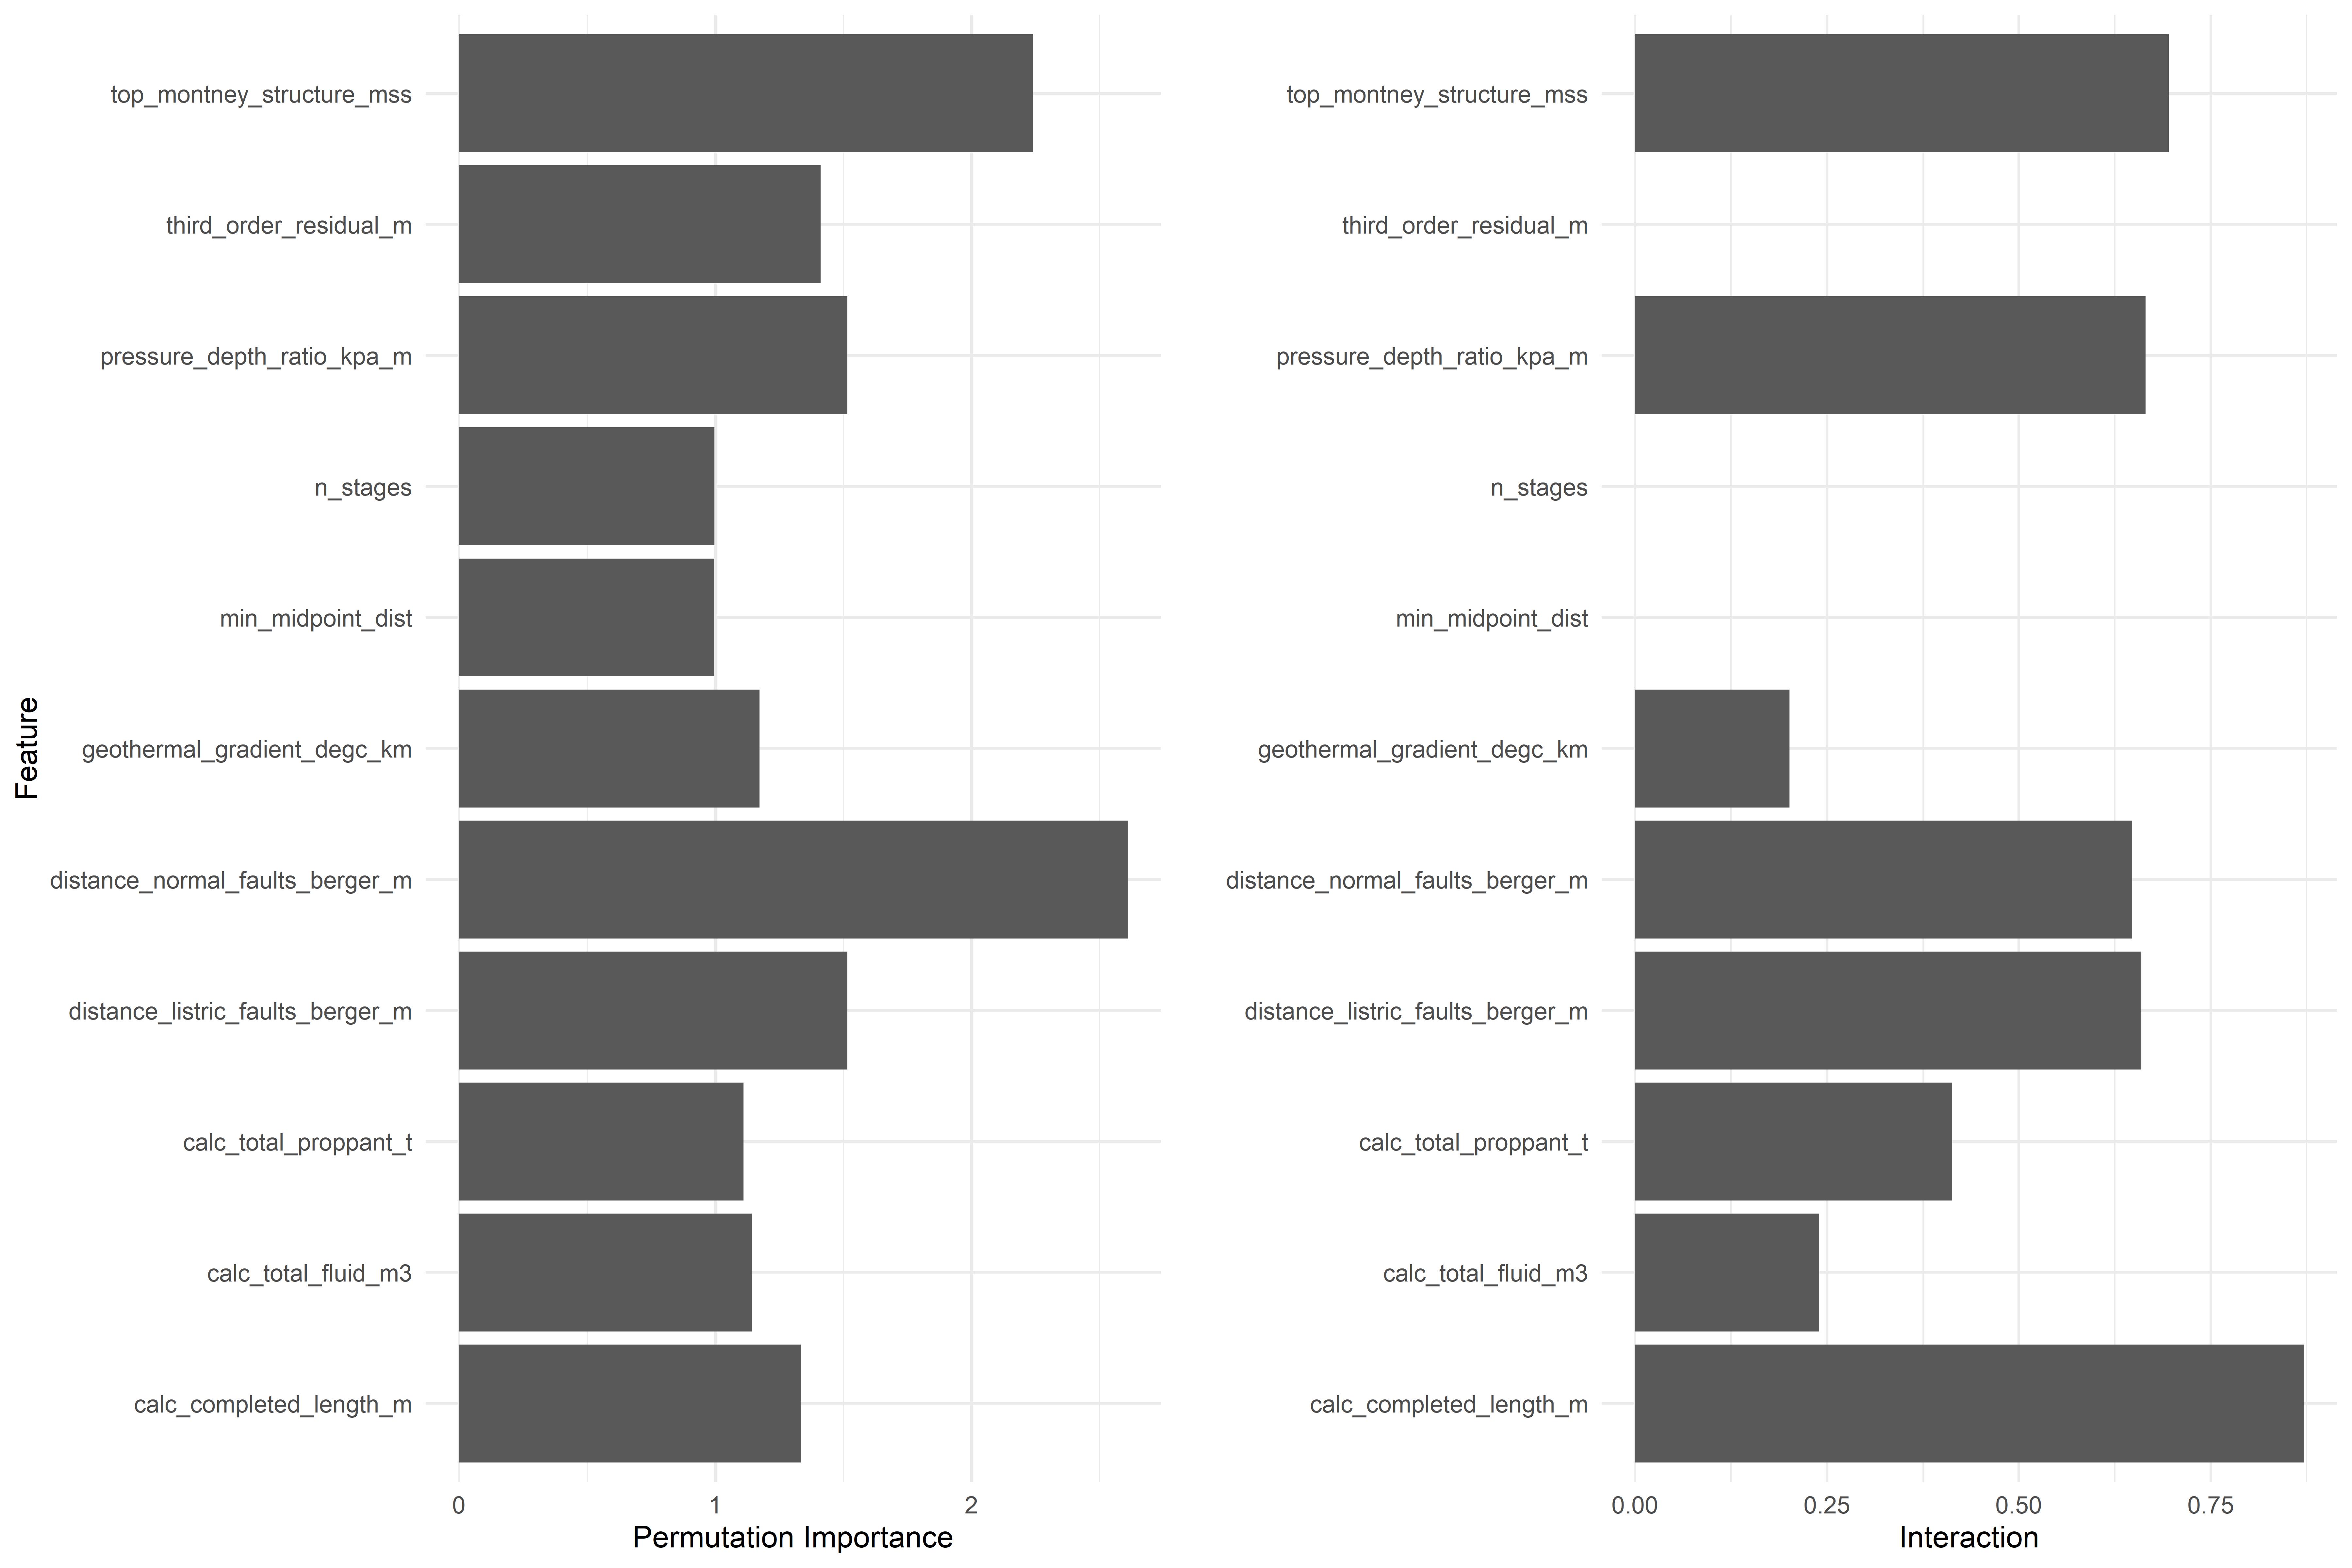 Feature
top_montney_structure_mss
third_order_residual_m
pressure_depth_ratio_kpa_m
n_stages
min_midpoint_dist
geothermal_gradient_degc_km
distance_normal_faults_berger_m
distance_listric_faults_berger_m
calc_total_proppant_t
calc_total_fluid_m3
calc_completed_length_m
0 1 2
Permutation Importance
top_montney_structure_mss
third_order_residual_m
pressure_depth_ratio_kpa_m
n_stages
min_midpoint_dist
geothermal_gradient_degc_km
distance_normal_faults_berger_m
distance_listric_faults_berger_m
calc_total_proppant_t
calc_total_fluid_m3
calc_completed_length_m
0.00 0.25 0.50 0.75
Interaction